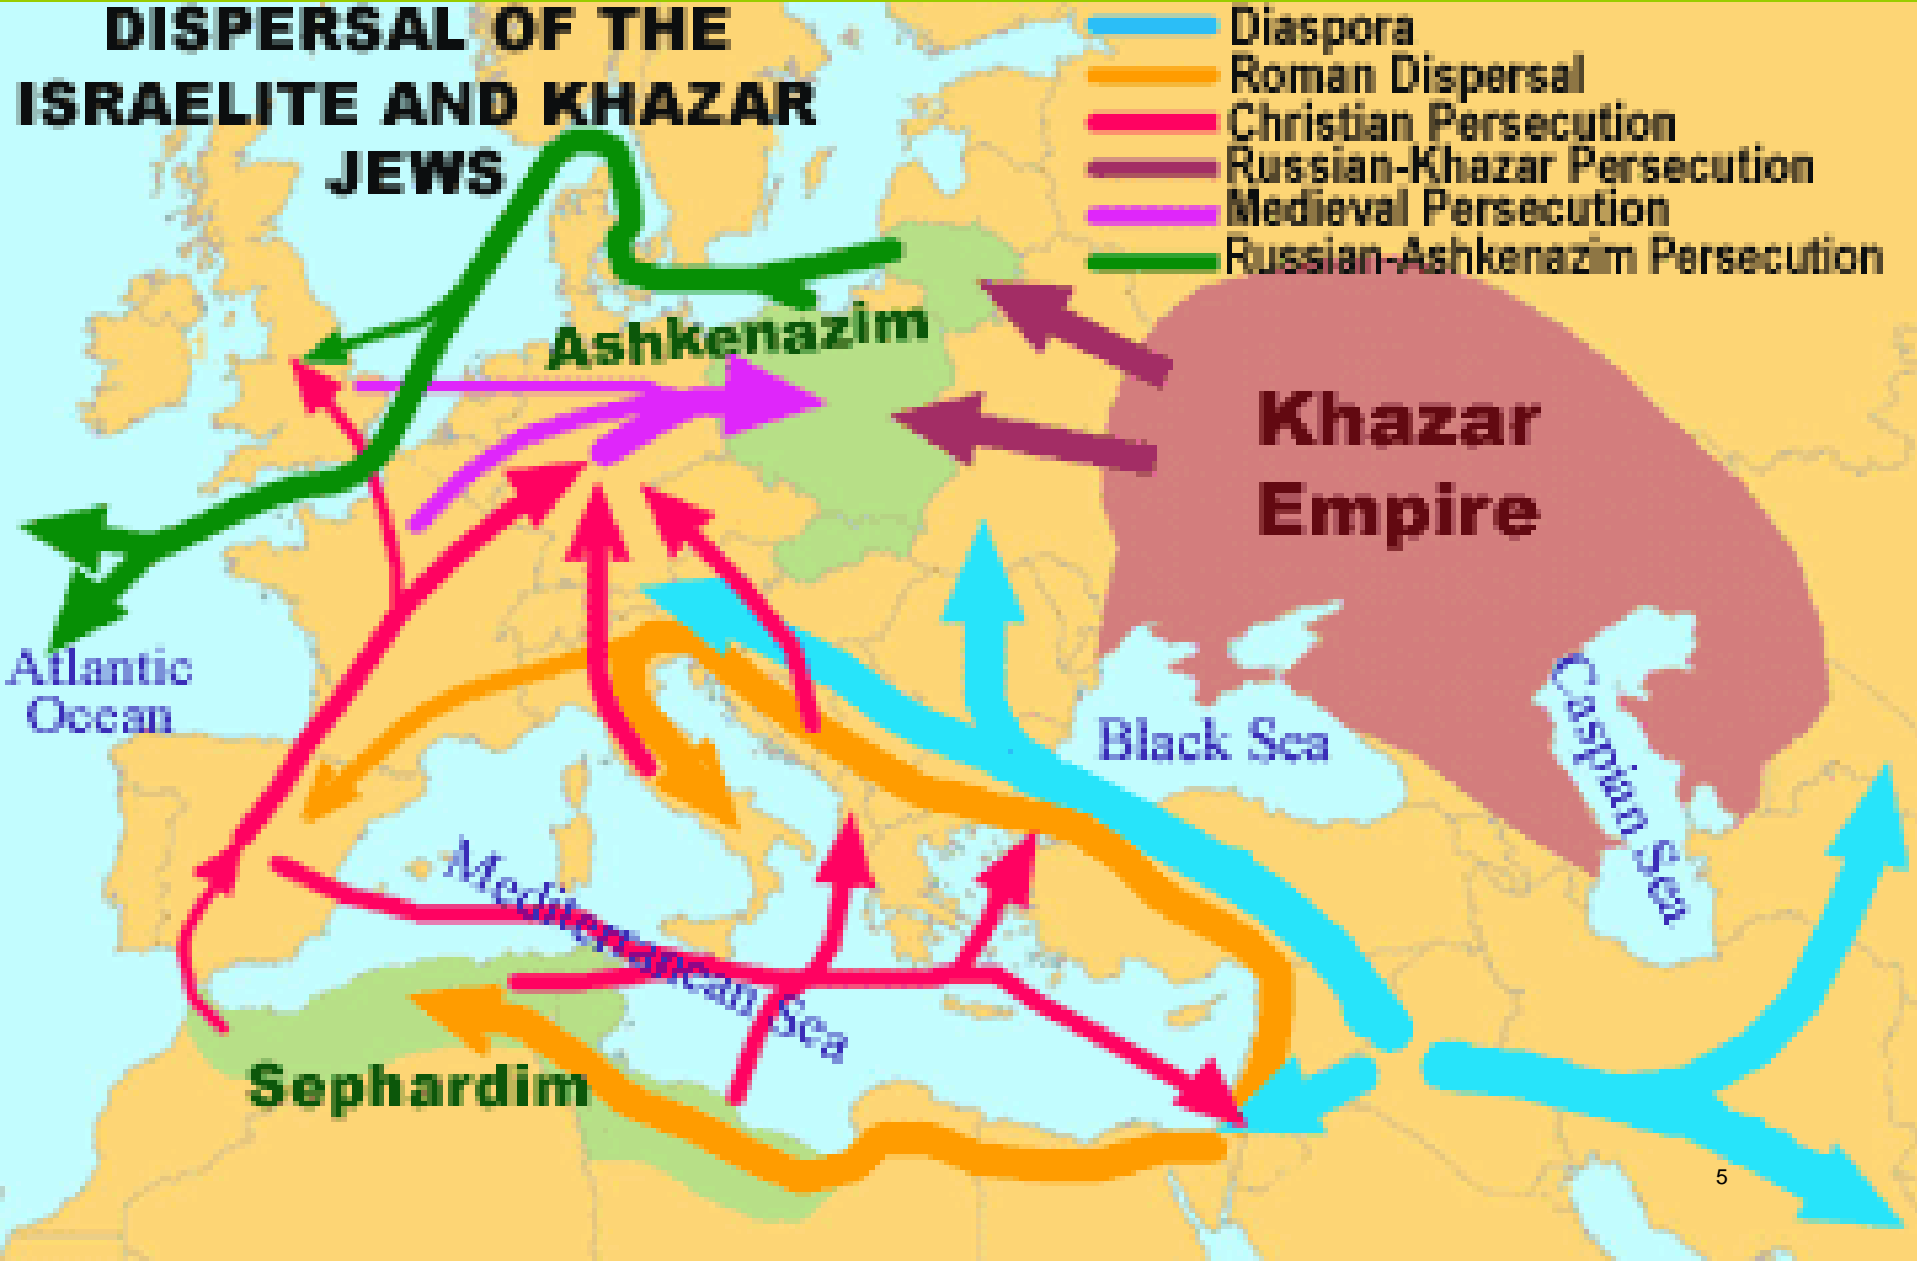 DISPERSAL OF THE
ISRAELITE AND KHAZAR
JEWS
Diaspora
Roman Dispersal
Christian Persecution
Russian-Khazar Persecution
Medieval Persecution
Russian-Ashkenazim Persecution
Ashkenazim
Khazar
Empire
Atlantic
Ocean
Black Sea
Caspian Sea
Mediterranean Sea
Sephardim
5